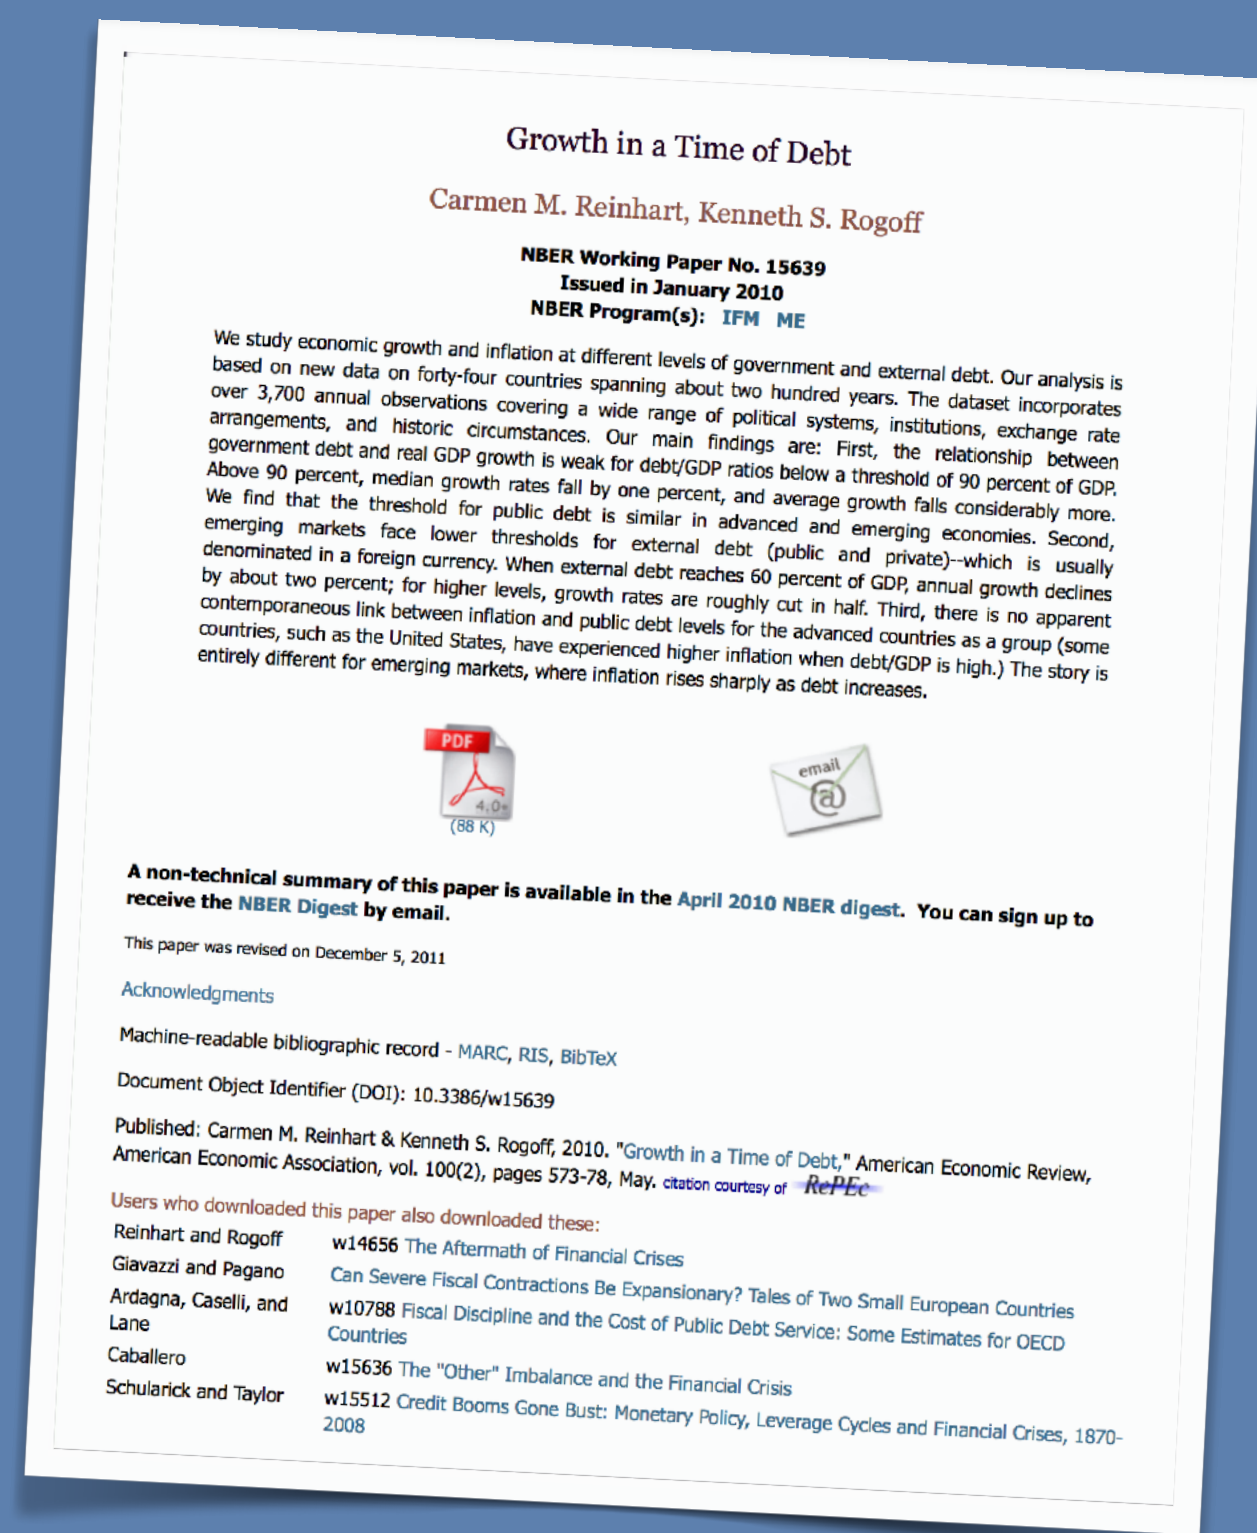 Growth in a Time of Debt
Carmen M. Reinhart, Kenneth S. Rogoff
NBER Working Paper No. 15639
Issued in January 2010
NBER Program(s): IFM ME
We study economic growth and inflation at different levels of government and external debt. Our analysis is
based on new data on forty-four countries spanning about two hundred years. The dataset incorporates
over 3,700 annual observations covering a wide range of political systems, institutions, exchange rate
arrangements, and historic circumstances. Our main findings are: First, the relationship between
government debt and real GDP growth is weak for debt/GDP ratios below a threshold of 90 percent of GDP.
Above 90 percent, median growth rates fall by one percent, and average growth falls considerably more.
We find that the threshold for public debt is similar in advanced and emerging economies. Second,
emerging markets face lower thresholds for external debt (public and private)--which is usually
denominated in a foreign currency. When external debt reaches 60 percent of GDP, annual growth declines
by about two percent; for higher levels, growth rates are roughly cut in half. Third, there is no apparent
contemporaneous link between inflation and public debt levels for the advanced countries as a group (some
countries, such as the United States, have experienced higher inflation when debt/GDP is high.) The story is
entirely different for emerging markets, where inflation rises sharply as debt increases.
PDF
4.0+
(88 K)
email
@
A non-technical summary of this paper is available in the April 2010 NBER digest. You can sign up to
receive the NBER Digest by email.
This paper was revised on December 5, 2011
Acknowledgments
Machine-readable bibliographic record - MARC, RIS, BibTeX
Document Object Identifier (DOI): 10.3386/w15639
Published: Carmen M. Reinhart & Kenneth S. Rogoff, 2010. "Growth in a Time of Debt," American Economic Review,
American Economic Association, vol. 100(2), pages 573-78, May. citation courtesy of RePEc
Users who downloaded this paper also downloaded these:
Reinhart and Rogoff w14656 The Aftermath of Financial Crises
Giavazzi and Pagano Can Severe Fiscal Contractions Be Expansionary? Tales of Two Small European Countries
Ardagna, Caselli, and w10788 Fiscal Discipline and the Cost of Public Debt Service: Some Estimates for OECD
Lane Countries
Caballero w15636 The "Other" Imbalance and the Financial Crisis
Schularick and Taylor w15512 Credit Booms Gone Bust: Monetary Policy, Leverage Cycles and Financial Crises, 1870-
2008